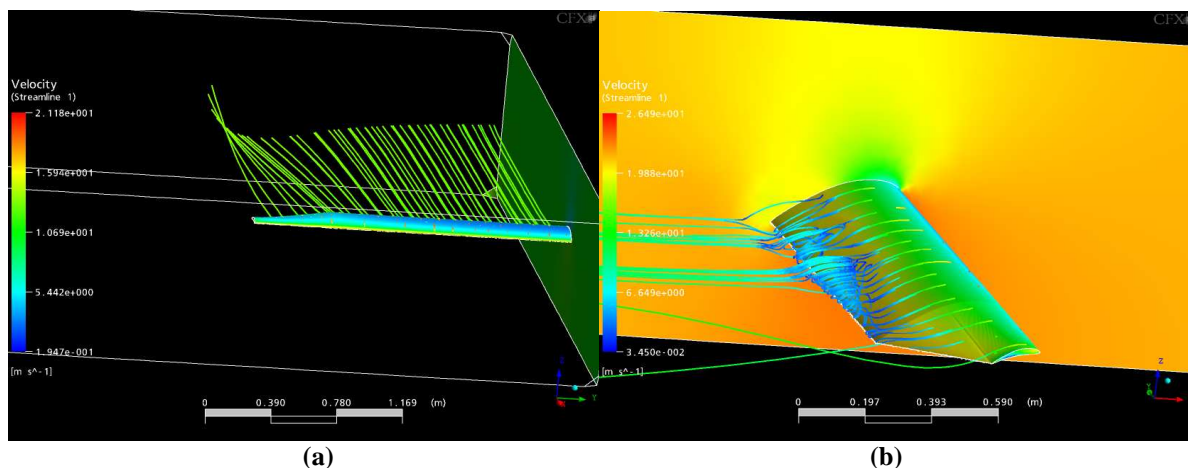 CFX
Velocity
(Streamline 1)
2.118e+001
1.594e+001
1.069e+001
5.442e+000
1.947e-001
[m s^-1]
0 0.390 0.780 1.169 (m)
Z
Y
(a)
CFX
Velocity
(Streamline 1)
2.649e+001
1.988e+001
1.326e+001
6.649e+000
3.450e-002
[m s^-1]
0 0.197 0.393 0.590 (m)
Z
(b)